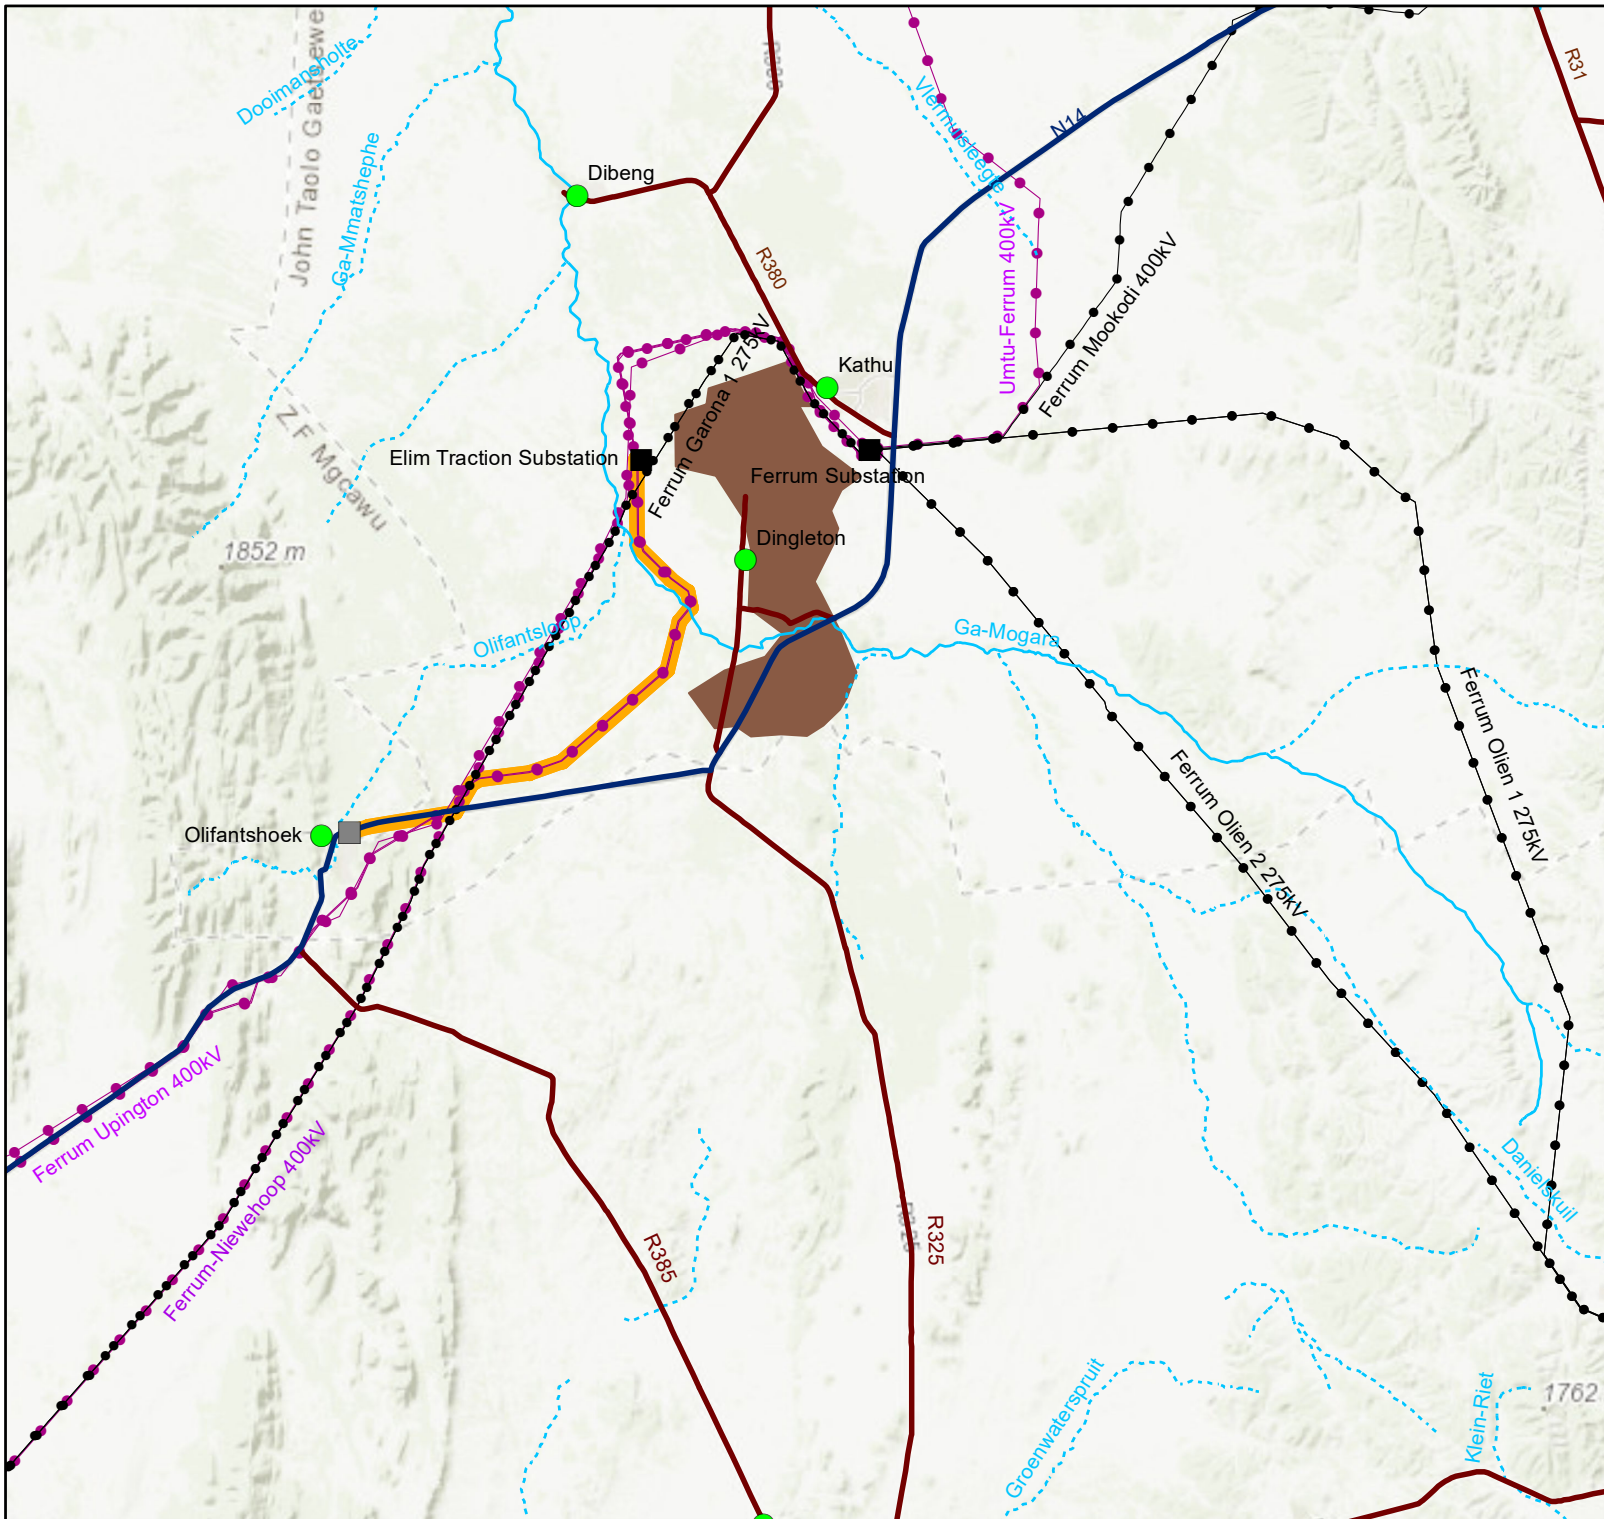 Dooimansholte
John Taolo Gaetsewe
R31
Vlermuisleegte
N14
Ga-Mmatshephe
Dibeng
R380
Umtu-Ferrum 400kV
Ferrum Mookodi 400kV
Kathu
Ferrum Garona 1 275kV
Elim Traction Substation
Ferrum Substation
Z F Mgcawu
1852 m
Dingleton
Olifantsloop
Ga-Mogara
Ferrum Olien 1 275kV
Ferrum Olien 2 275kV
Olifantshoek
Ferrum Upington 400kV
Ferrum-Niewehoop 400kV
Danielskuil
R325
R325
R385
Groenwaterspruit
Klein-Riet
1762